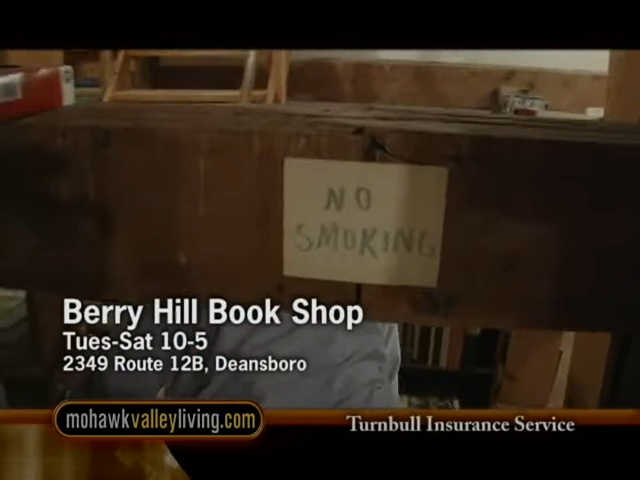 NO
SMOKING
Berry Hill Book Shop
Tues-Sat 10-5
2349 Route 12B, Deansboro
mohawkvalleyliving.com
Turnbull Insurance Service